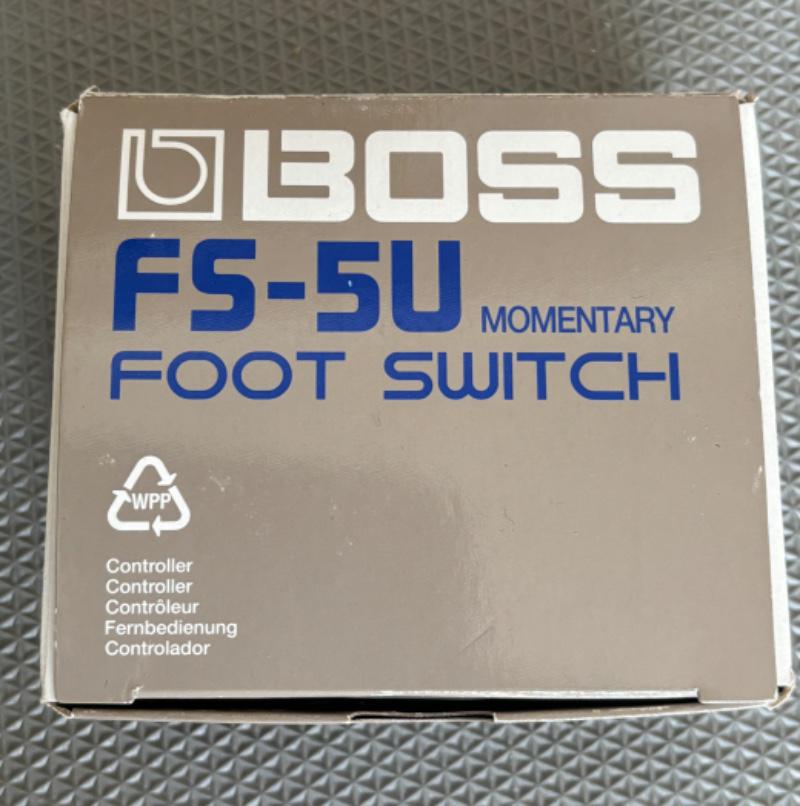 BOSS
FS-5U MOMENTARY
FOOT SWITCH
WPP
Controller
Controller
Contrôleur
Fernbedienung
Controlador